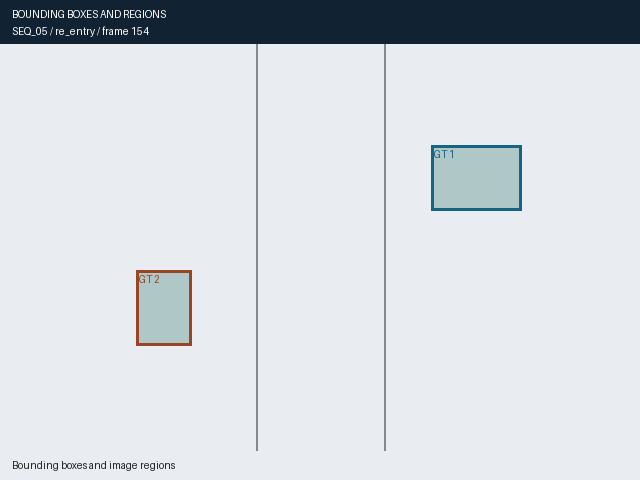 BOUNDING BOXES AND REGIONS
SEQ_05 / re_entry / frame 154
GT1
GT2
Bounding boxes and image regions